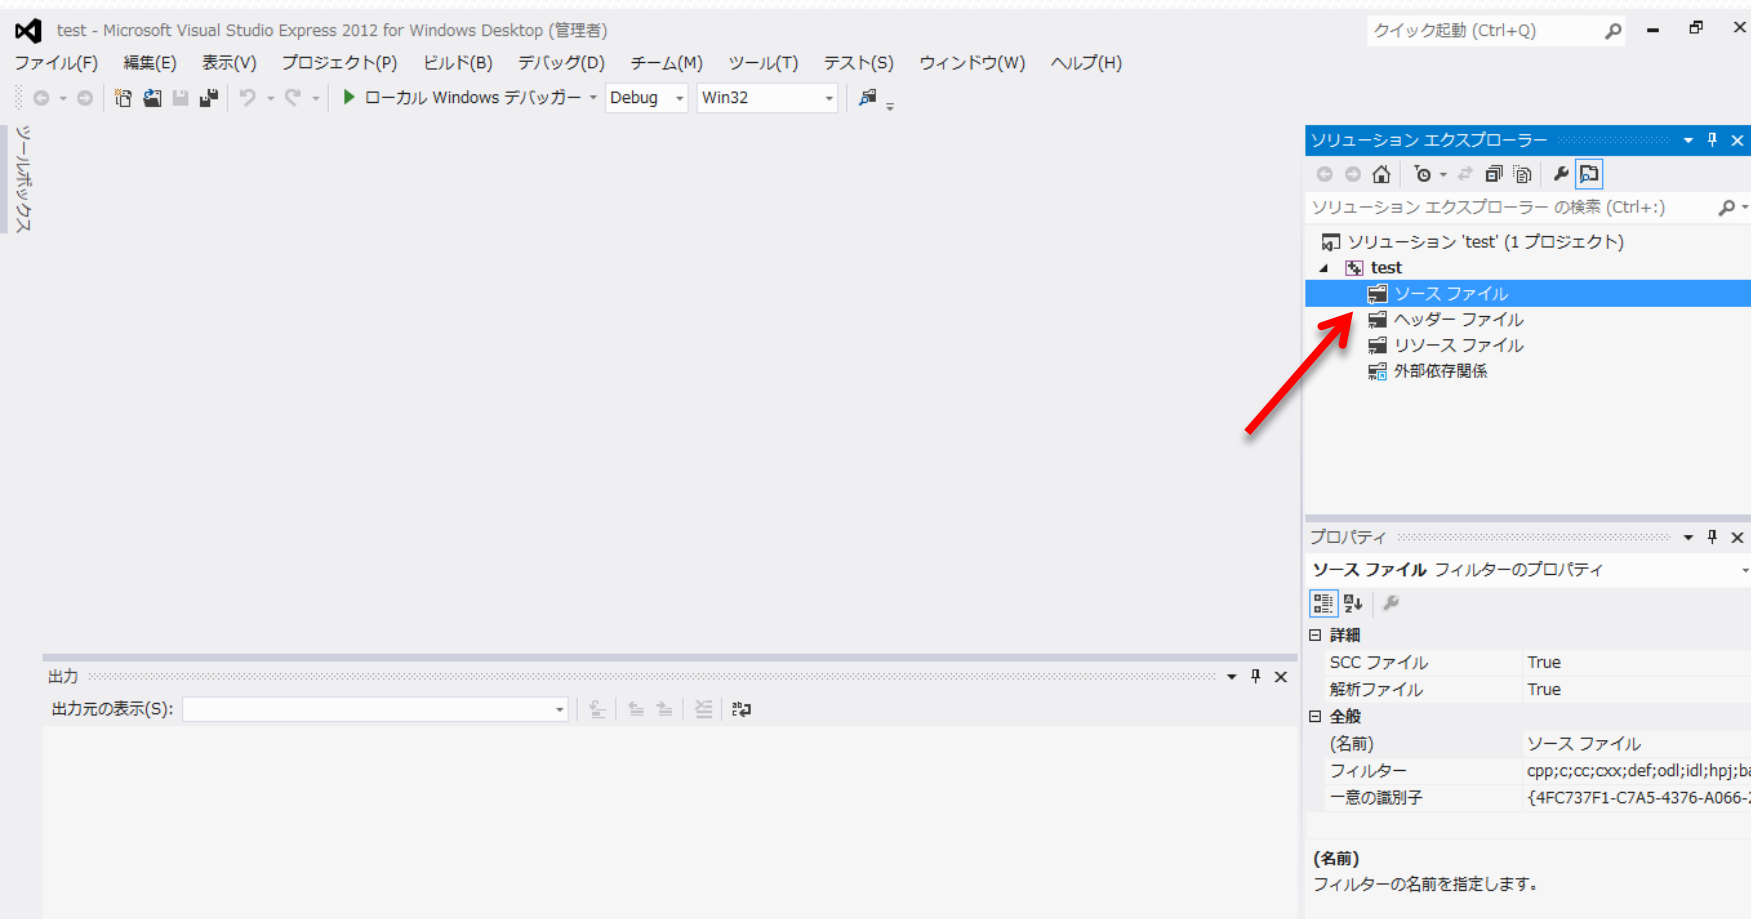 test - Microsoft Visual Studio Express 2012 for Windows Desktop (管理者)
クイック起動 (Ctrl+Q)
ファイル(F) 編集(E) 表示(V) プロジェクト(P) ビルド(B) デバッグ(D) チーム(M) ツール(T) テスト(S) ウィンドウ(W) ヘルプ(H)
ローカル Windows デバッガー Debug Win32
ツールボックス
ソリューション エクスプローラー
ソリューション エクスプローラー の検索 (Ctrl+:)
ソリューション 'test' (1 プロジェクト)
test
ソース ファイル
ヘッダー ファイル
リソース ファイル
外部依存関係
プロパティ
ソース ファイル フィルターのプロパティ
詳細
SCC ファイル True
解析ファイル True
全般
(名前) ソース ファイル
フィルター cpp;c;cc;cxx;def;odl;idl;hpj;ba
一意の識別子 {4FC737F1-C7A5-4376-A066-2
(名前)
フィルターの名前を指定します。
出力
出力元の表示(S):